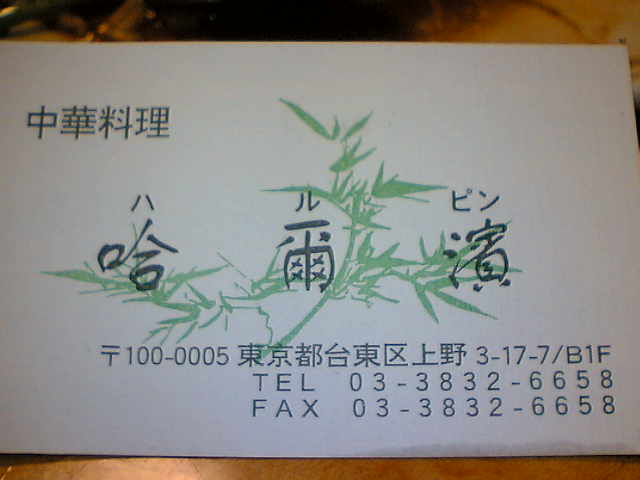 中華料理
ハルピン
哈爾濱
〒100-0005 東京都台東区上野 3-17-7/B1F
TEL 03-3832-6658
FAX 03-3832-6658